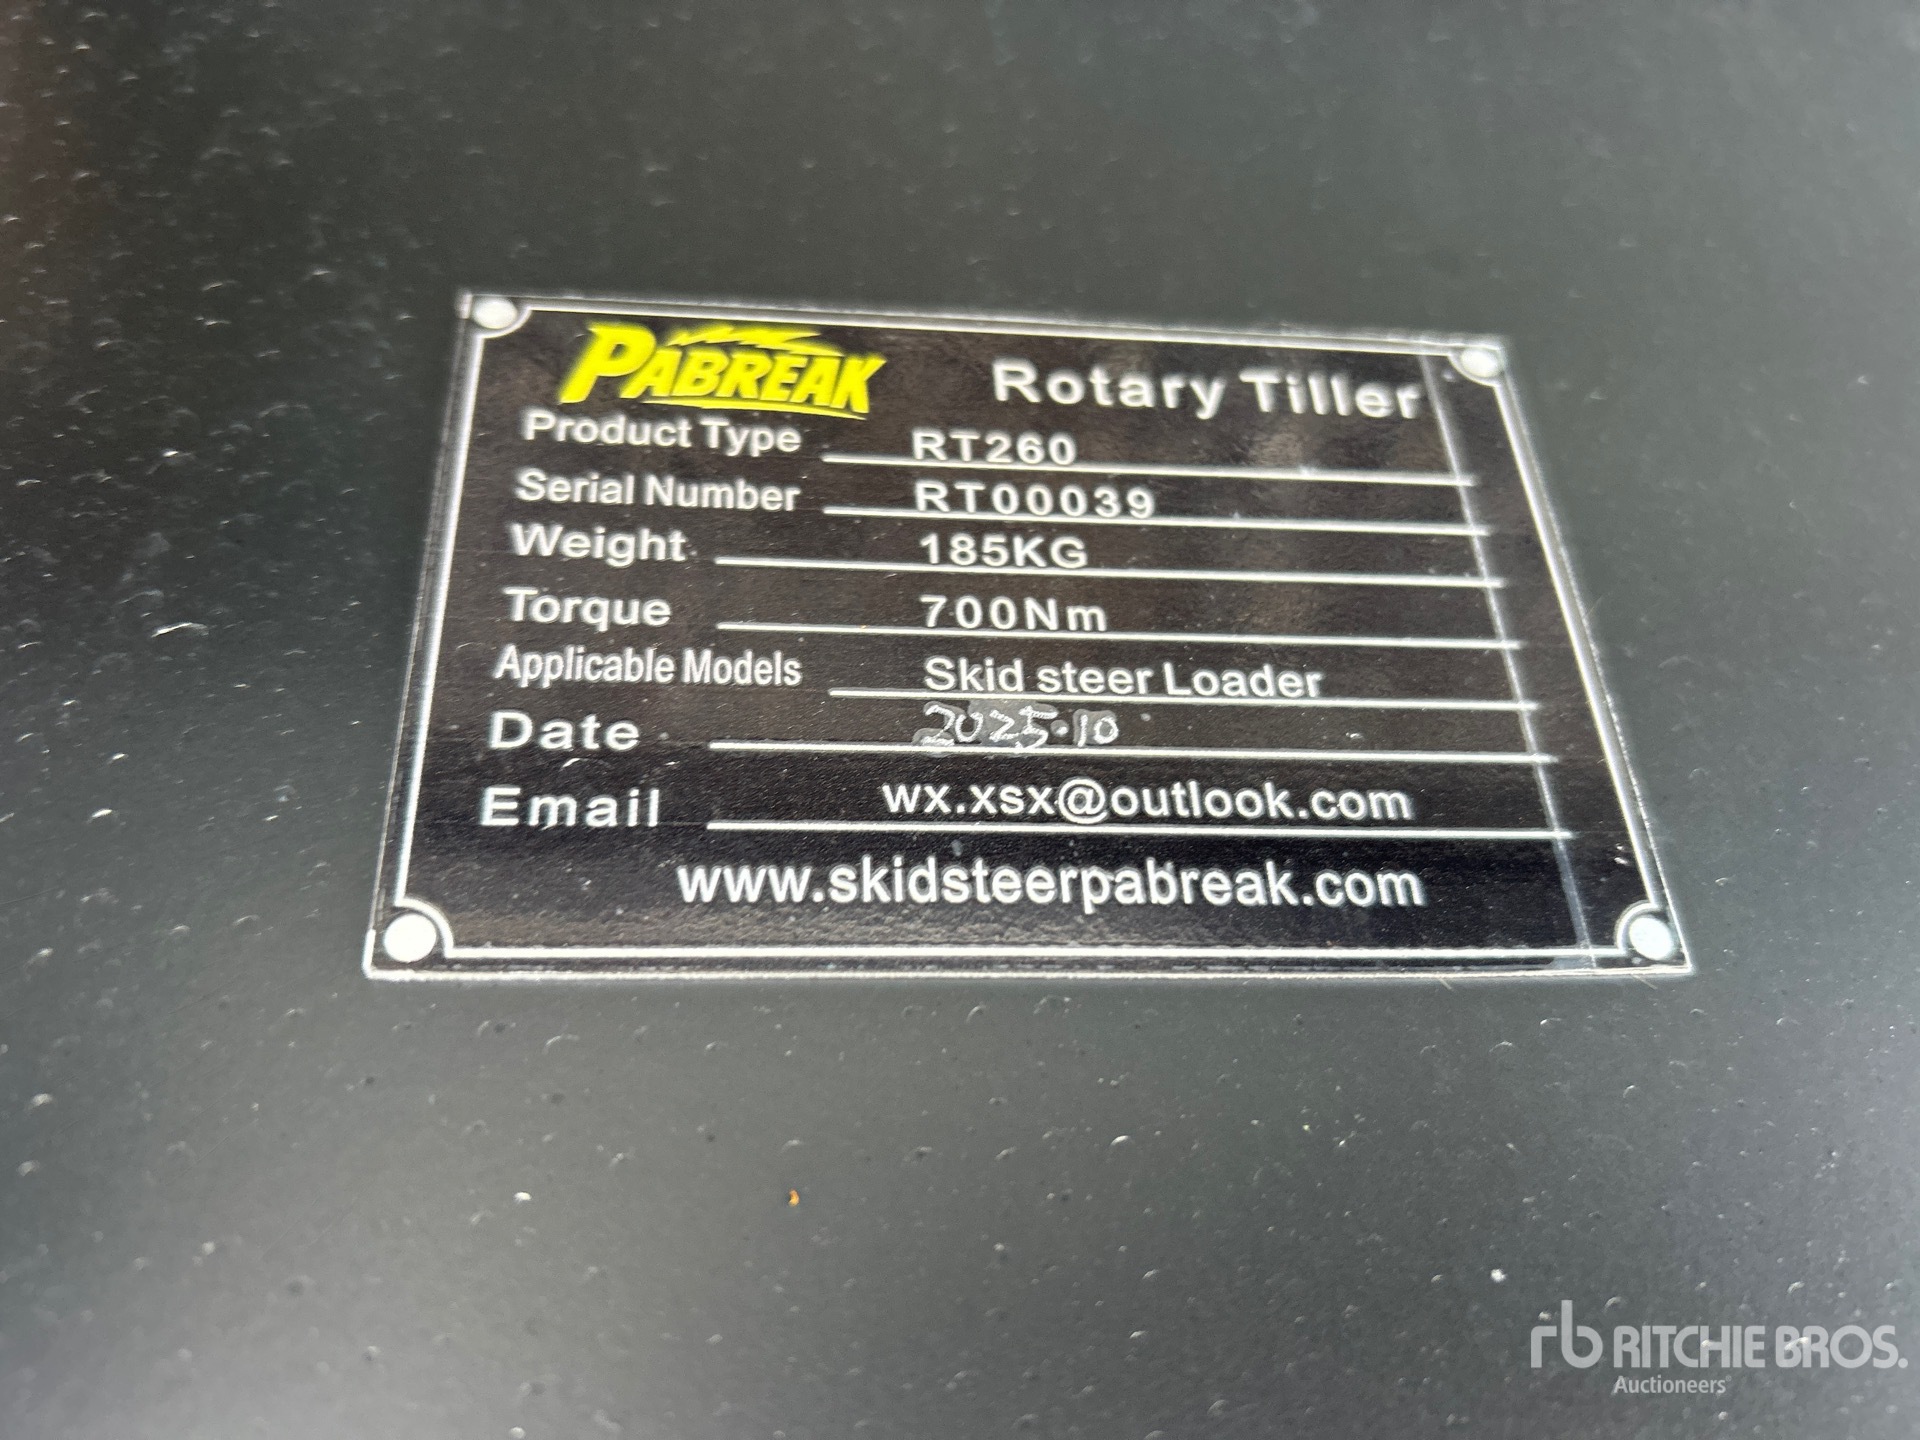 PABREAK Rotary Tiller
Product Type RT260
Serial Number RT00039
Weight 185KG
Torque 700Nm
Applicable Models Skid steer Loader
Date 2025.10
Email wx.xsx@outlook.com
www.skidsteerpabreak.com
rb RITCHIE BROS.
Auctioneers